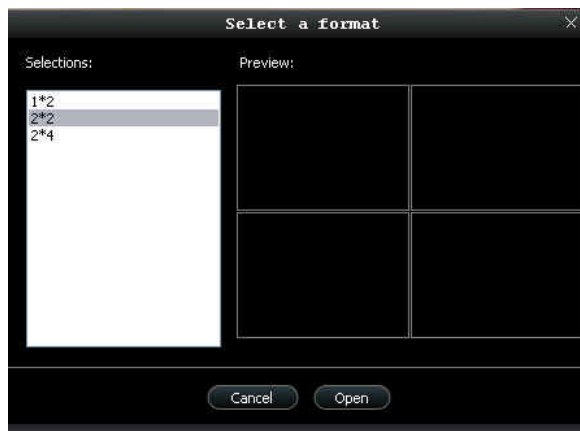 Select a format
Selections:
Preview:
1*2
2*2
2*4
Cancel
Open